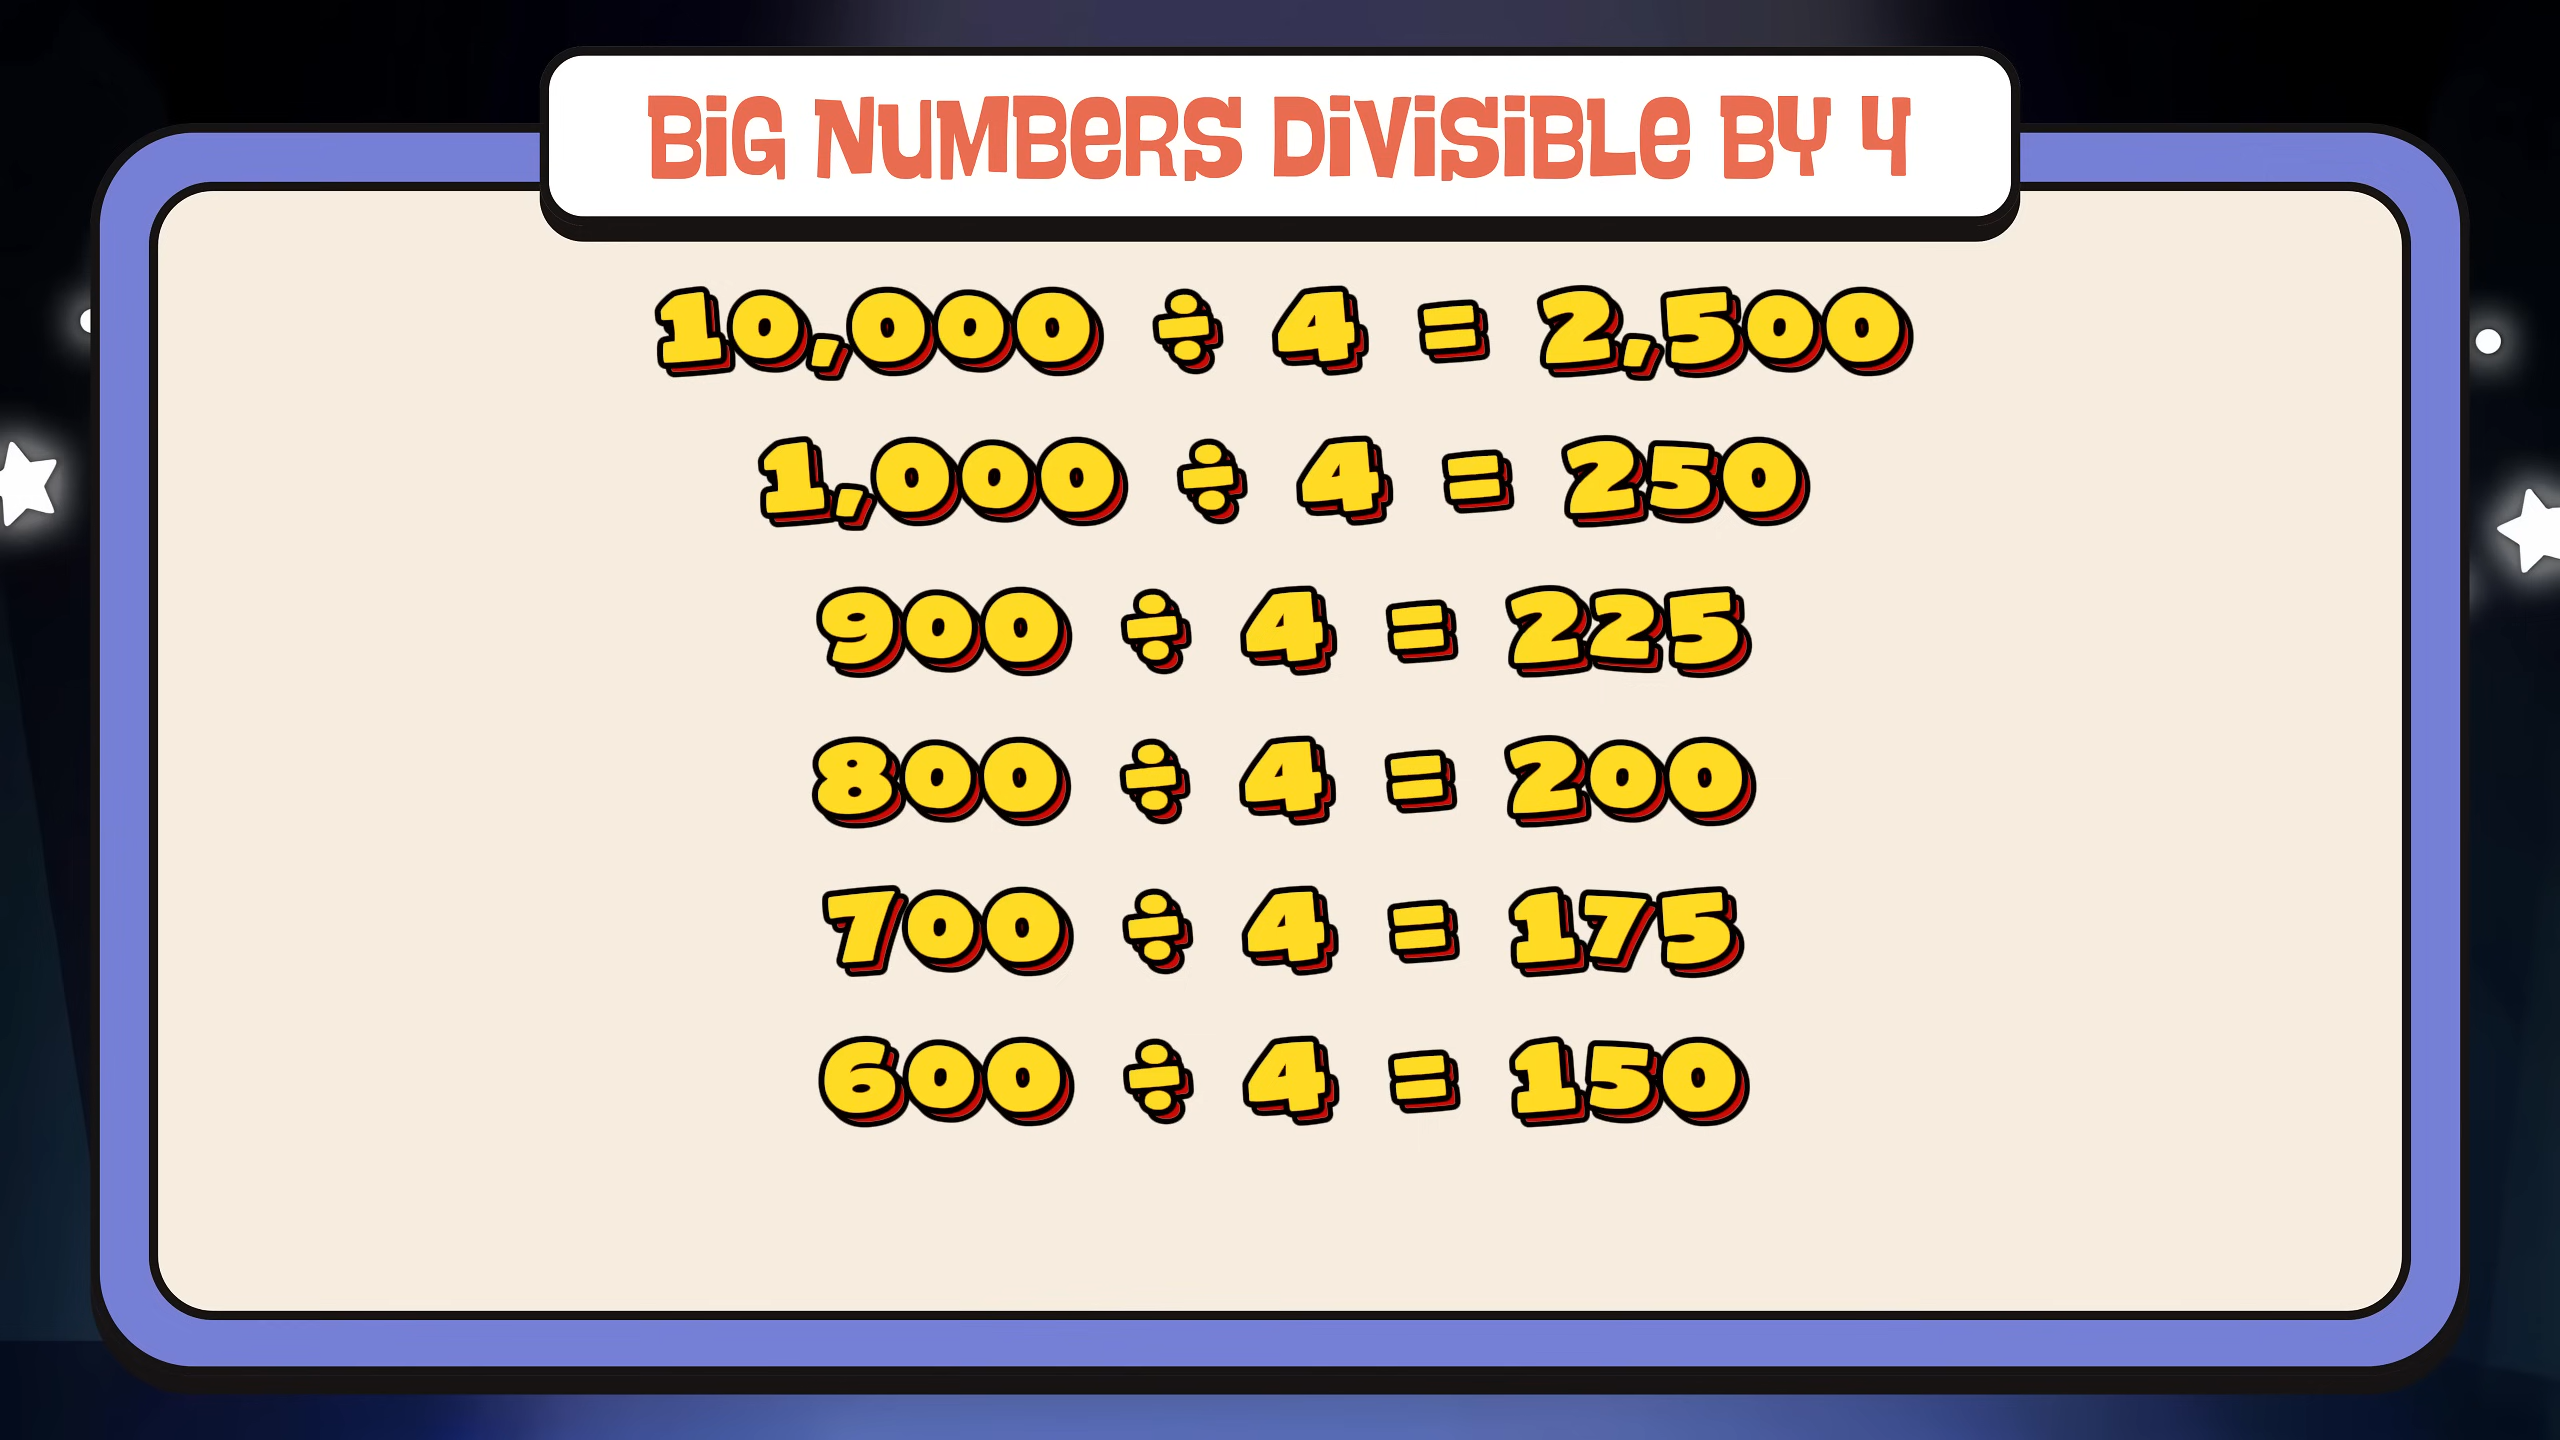 BiG NUMBeRS DiViSiBLe BY 4
10,000 ÷ 4 = 2,500
1,000 ÷ 4 = 250
900 ÷ 4 = 225
800 ÷ 4 = 200
700 ÷ 4 = 175
600 ÷ 4 = 150